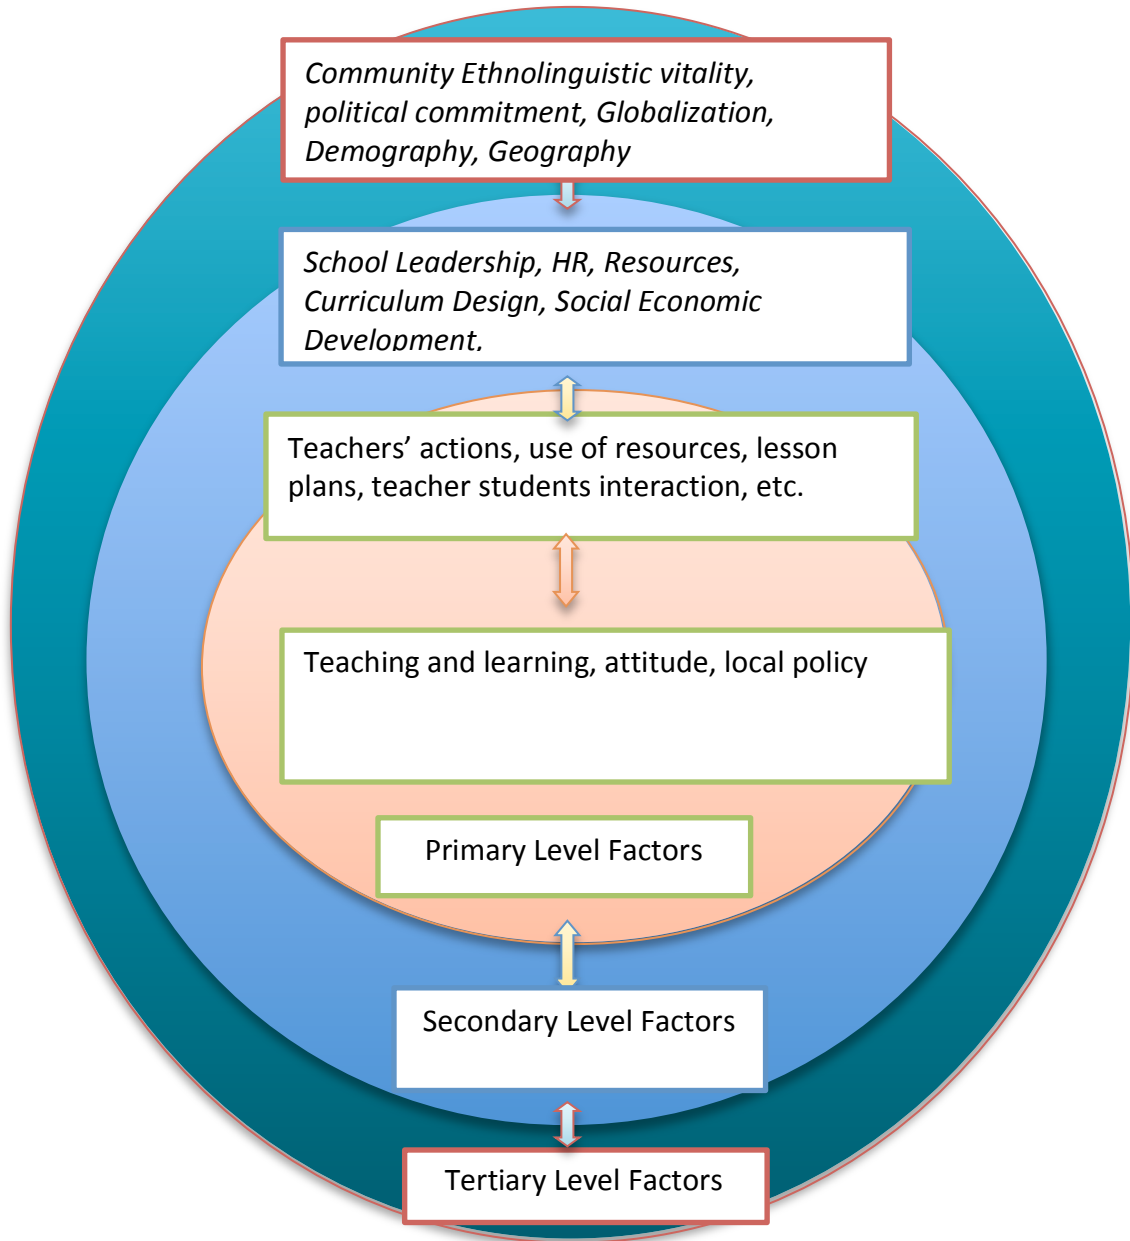 Community Ethnolinguistic vitality,
political commitment, Globalization,
Demography, Geography
School Leadership, HR, Resources,
Curriculum Design, Social Economic
Development,
Teachers’ actions, use of resources, lesson
plans, teacher students interaction, etc.
Teaching and learning, attitude, local policy
Primary Level Factors
Secondary Level Factors
Tertiary Level Factors